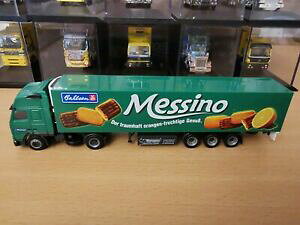 Bahlsen
Messino
Der traumhaft orangen-fruchtige Genuß.